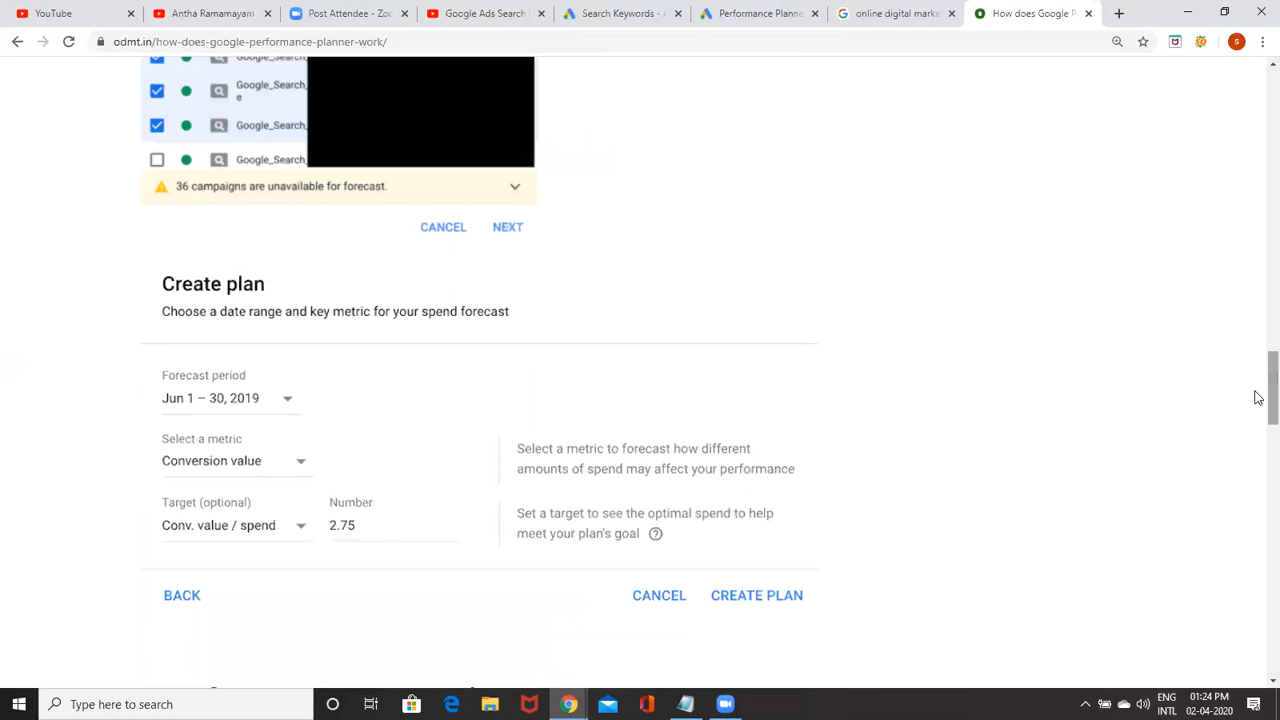 YouTube
Antha Ramanayam
Post Attendee - Zoo
Google Ads Search
Search Keywords -
Performance Planne
online digital market
How does Google P
odmt.in/how-does-google-performance-planner-work/
S
Google_Search_
Google_Search_
e
Google_Search_
Google_Search_
36 campaigns are unavailable for forecast.
CANCEL NEXT
Create plan
Choose a date range and key metric for your spend forecast
Forecast period
Jun 1 – 30, 2019
Select a metric
Conversion value
Select a metric to forecast how different
amounts of spend may affect your performance
Target (optional) Number
Conv. value / spend 2.75
Set a target to see the optimal spend to help
meet your plan's goal
BACK CANCEL CREATE PLAN
Type here to search
ENG
INTL
01:24 PM
02-04-2020